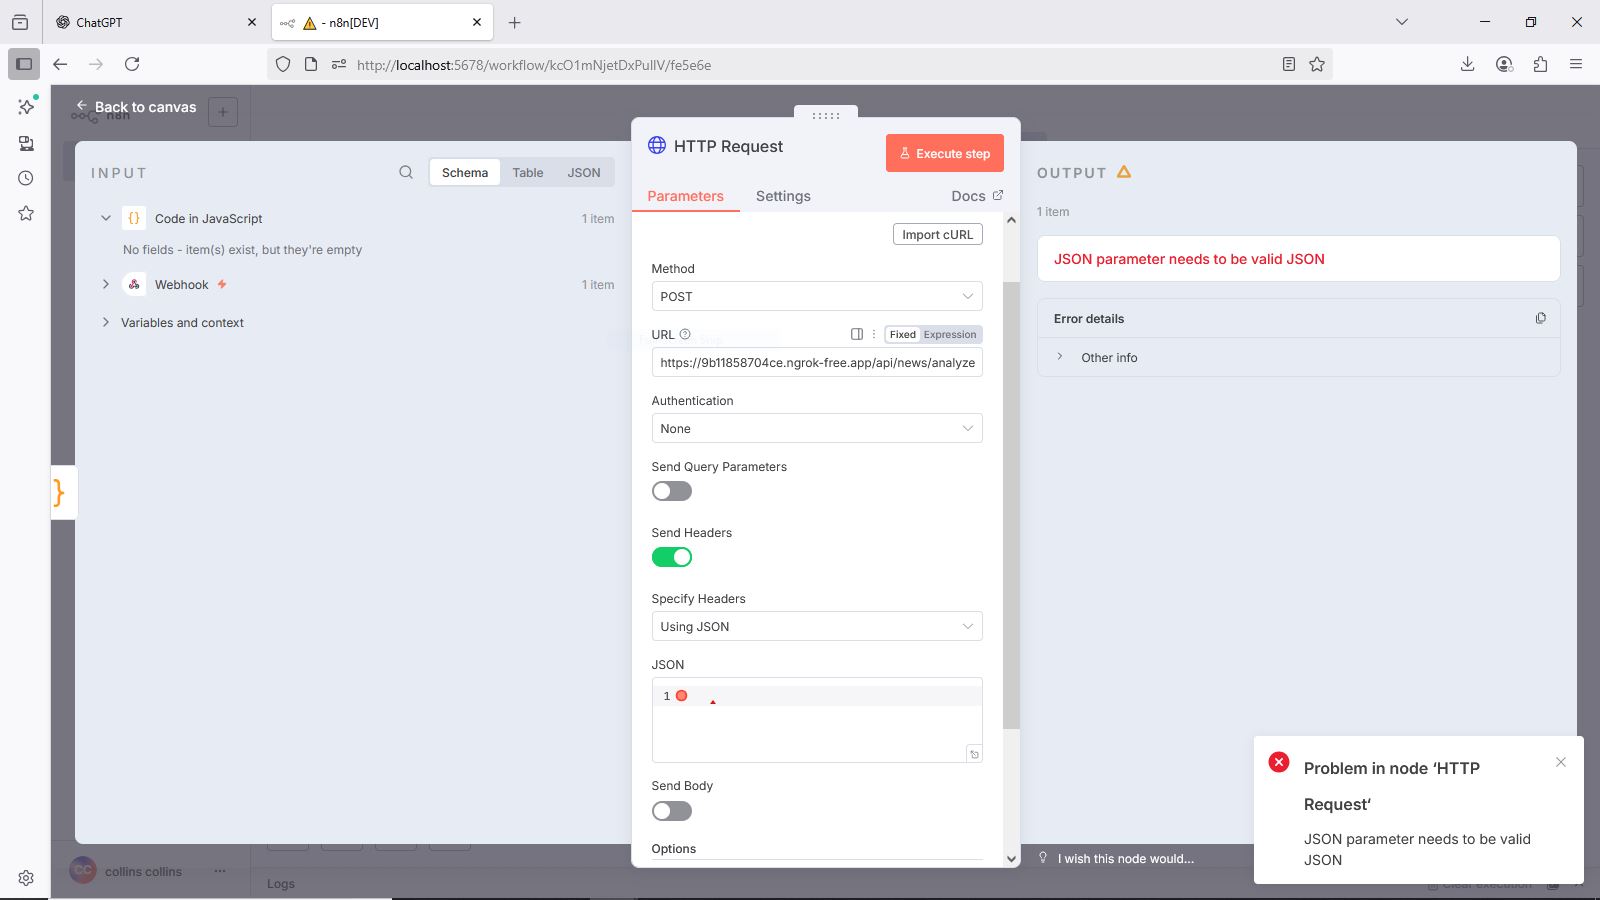 ChatGPT
- n8n[DEV]
http://localhost:5678/workflow/kcO1mNjetDxPuIIV/fe5e6e
Back to canvas
n8n
HTTP Request
Execute step
INPUT
Schema
Table
JSON
Parameters
Settings
Docs
OUTPUT
Code in JavaScript
1 item
No fields - item(s) exist, but they're empty
Webhook
1 item
Variables and context
Import cURL
Method
POST
URL
Fixed
Expression
https://9b11858704ce.ngrok-free.app/api/news/analyze
Authentication
None
Send Query Parameters
Send Headers
Specify Headers
Using JSON
JSON
1
Send Body
Options
1 item
JSON parameter needs to be valid JSON
Error details
Other info
Problem in node ‘HTTP
Request‘
JSON parameter needs to be valid
JSON
I wish this node would...
CC
collins collins
Logs
Clear execution